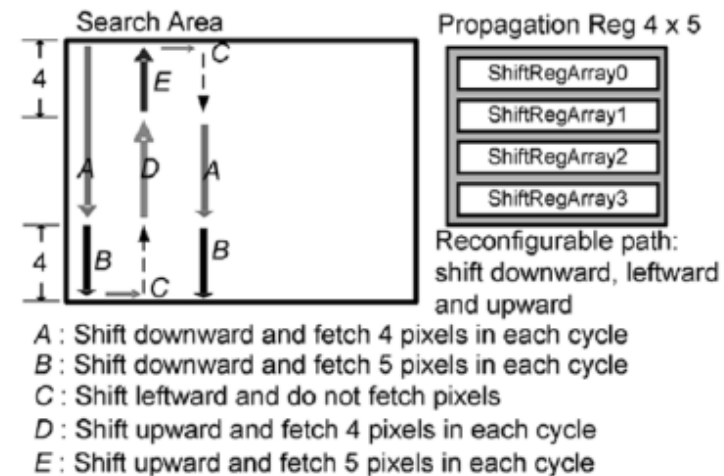 Search Area
Propagation Reg 4 x 5
4
4
A
B
C
D
E
C
A
B
ShiftRegArray0
ShiftRegArray1
ShiftRegArray2
ShiftRegArray3
Reconfigurable path:
shift downward, leftward
and upward
A : Shift downward and fetch 4 pixels in each cycle
B : Shift downward and fetch 5 pixels in each cycle
C : Shift leftward and do not fetch pixels
D : Shift upward and fetch 4 pixels in each cycle
E : Shift upward and fetch 5 pixels in each cycle